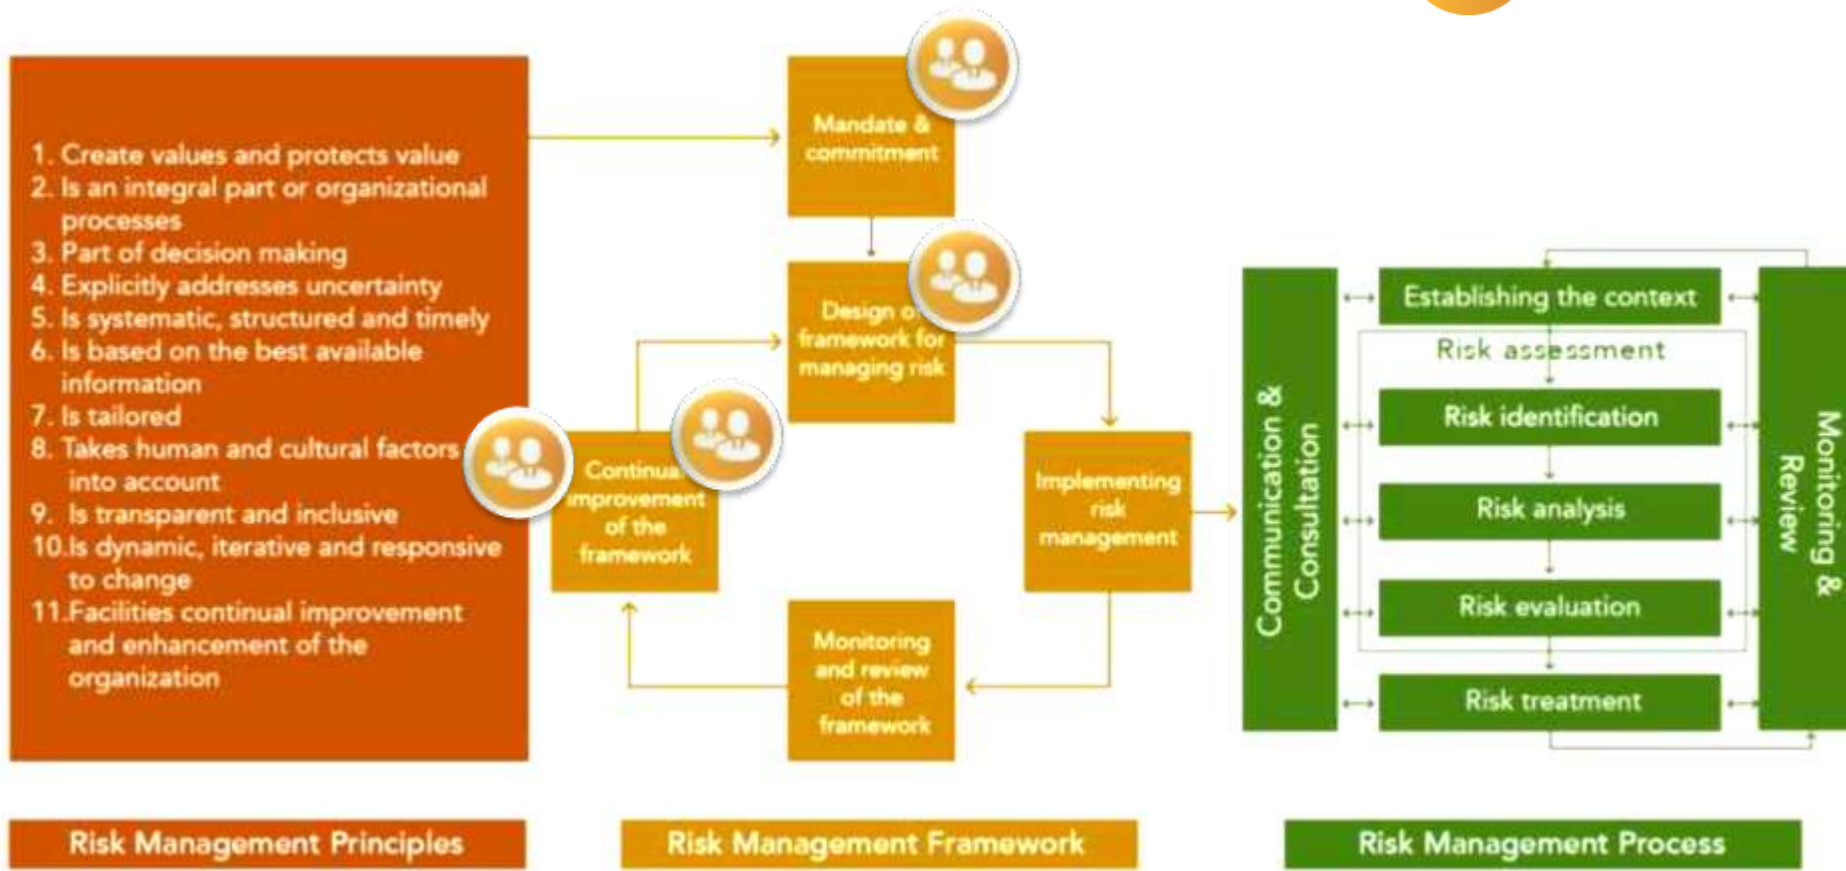 1. Create values and protects value
2. Is an integral part or organizational
processes
3. Part of decision making
4. Explicitly addresses uncertainty
5. Is systematic, structured and timely
6. Is based on the best available
information
7. Is tailored
8. Takes human and cultural factors
into account
9. Is transparent and inclusive
10.Is dynamic, iterative and responsive
to change
11.Facilities continual improvement
and enhancement of the
organization
Risk Management Principles
Mandate &
commitment
Design of
framework for
managing risk
Continual
improvement
of the
framework
Implementing
risk
management
Monitoring
and review
of the
framework
Risk Management Framework
Communication &
Consultation
Establishing the context
Risk assessment
Risk identification
Risk analysis
Risk evaluation
Risk treatment
Monitoring &
Review
Risk Management Process